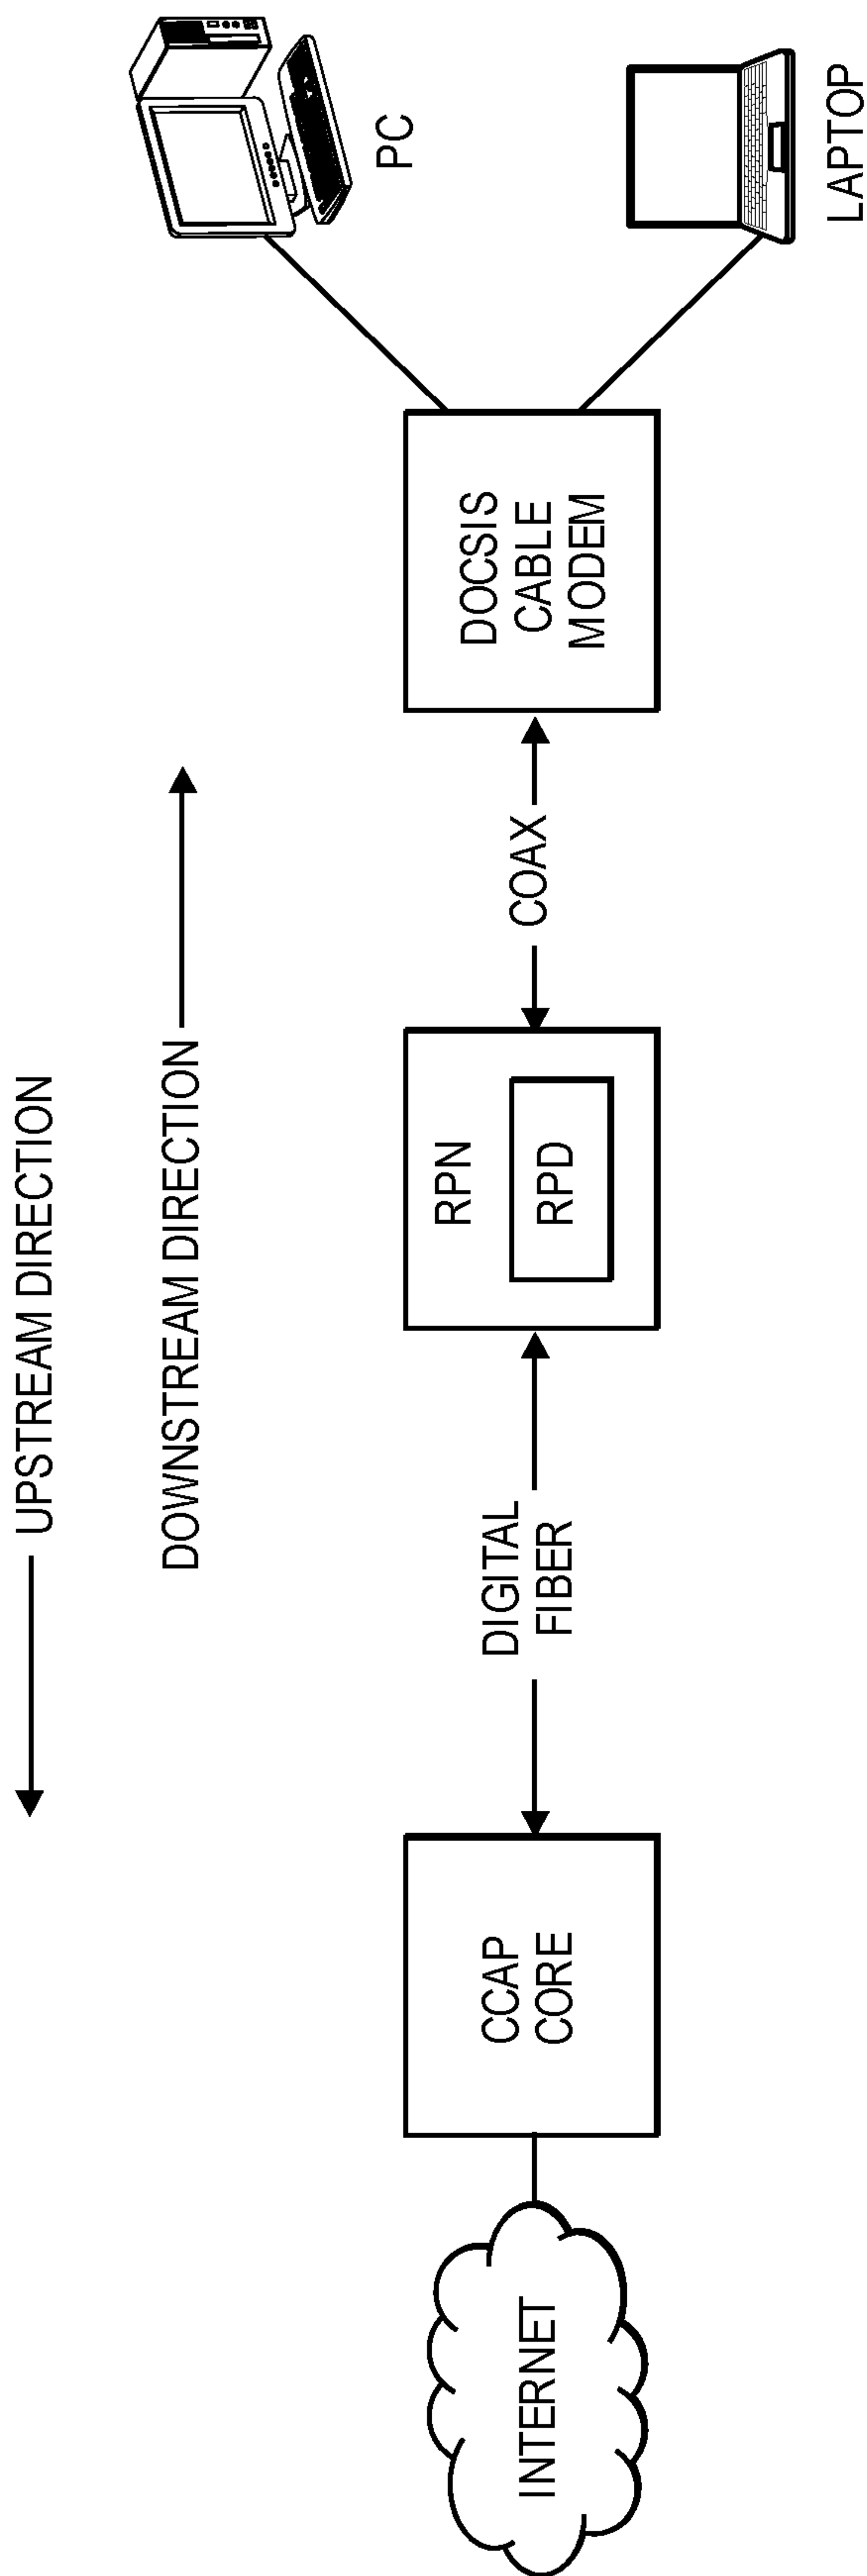 UPSTREAM DIRECTION
DOWNSTREAM DIRECTION
INTERNET
CCAP
CORE
DIGITAL
FIBER
RPN
RPD
COAX
DOCSIS
CABLE
MODEM
PC
LAPTOP